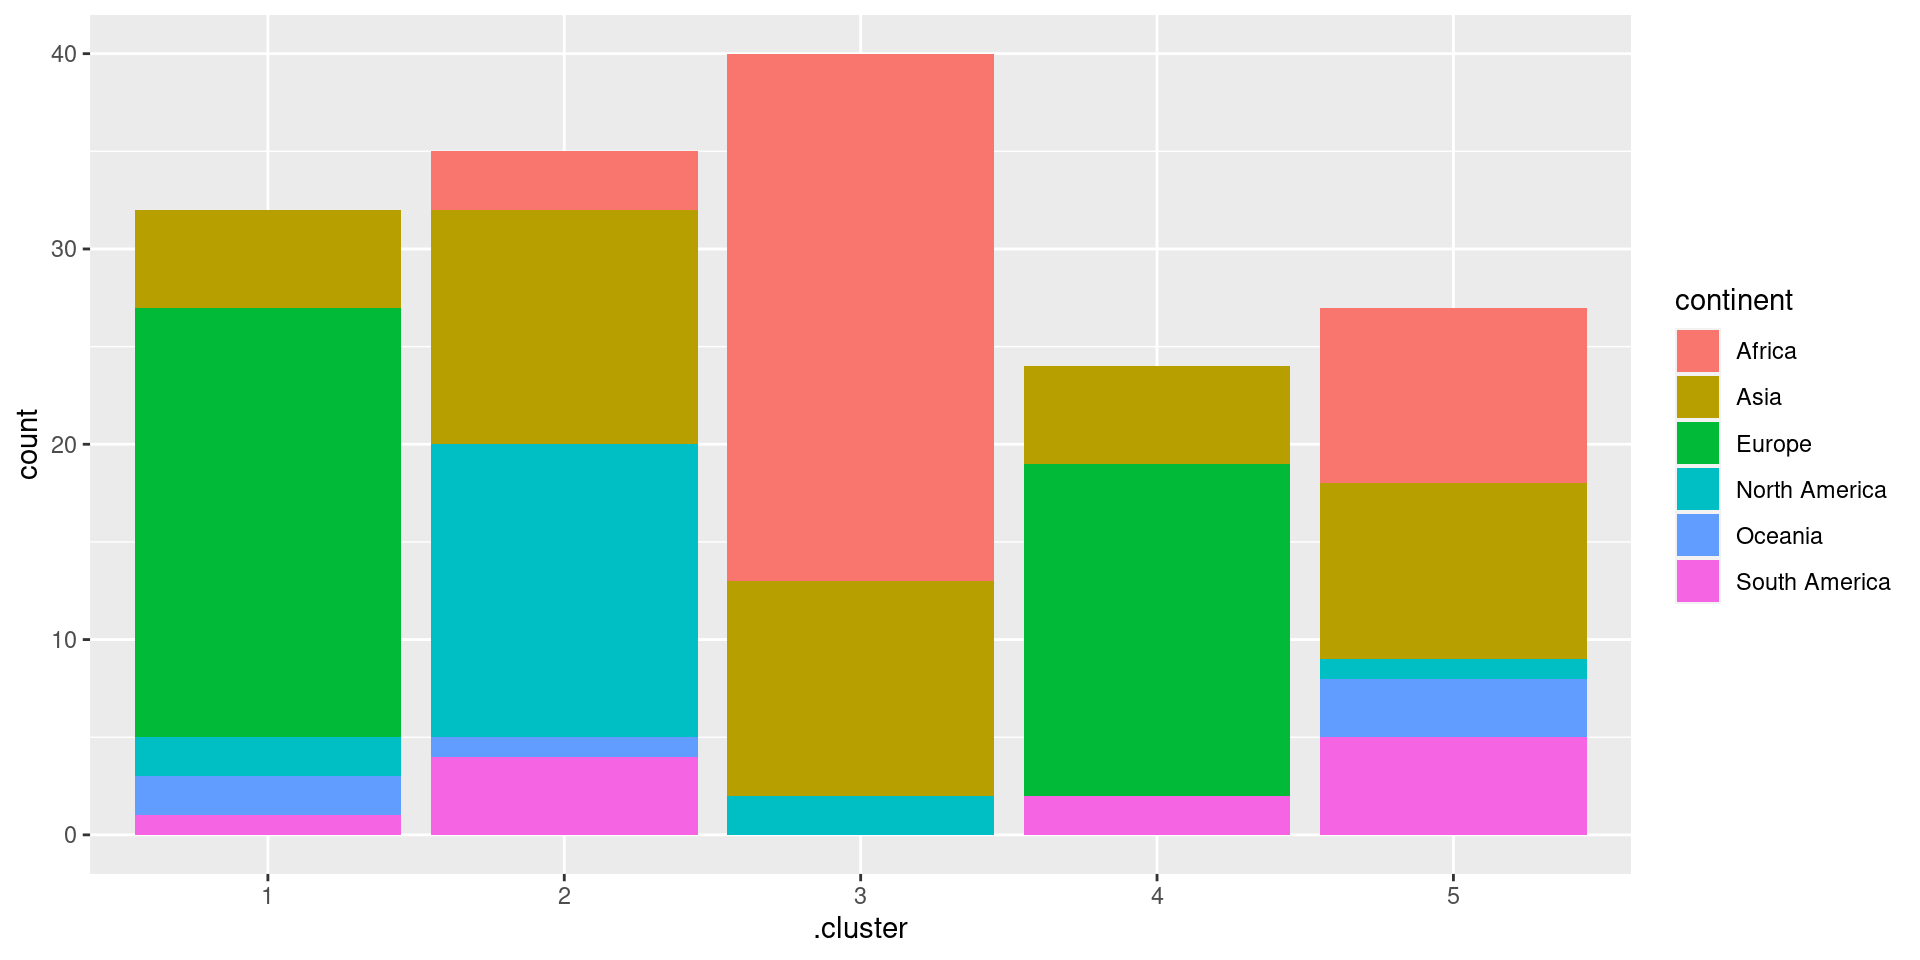 40
30
20
10
0
count
1 2 3 4 5
.cluster
continent
Africa
Asia
Europe
North America
Oceania
South America